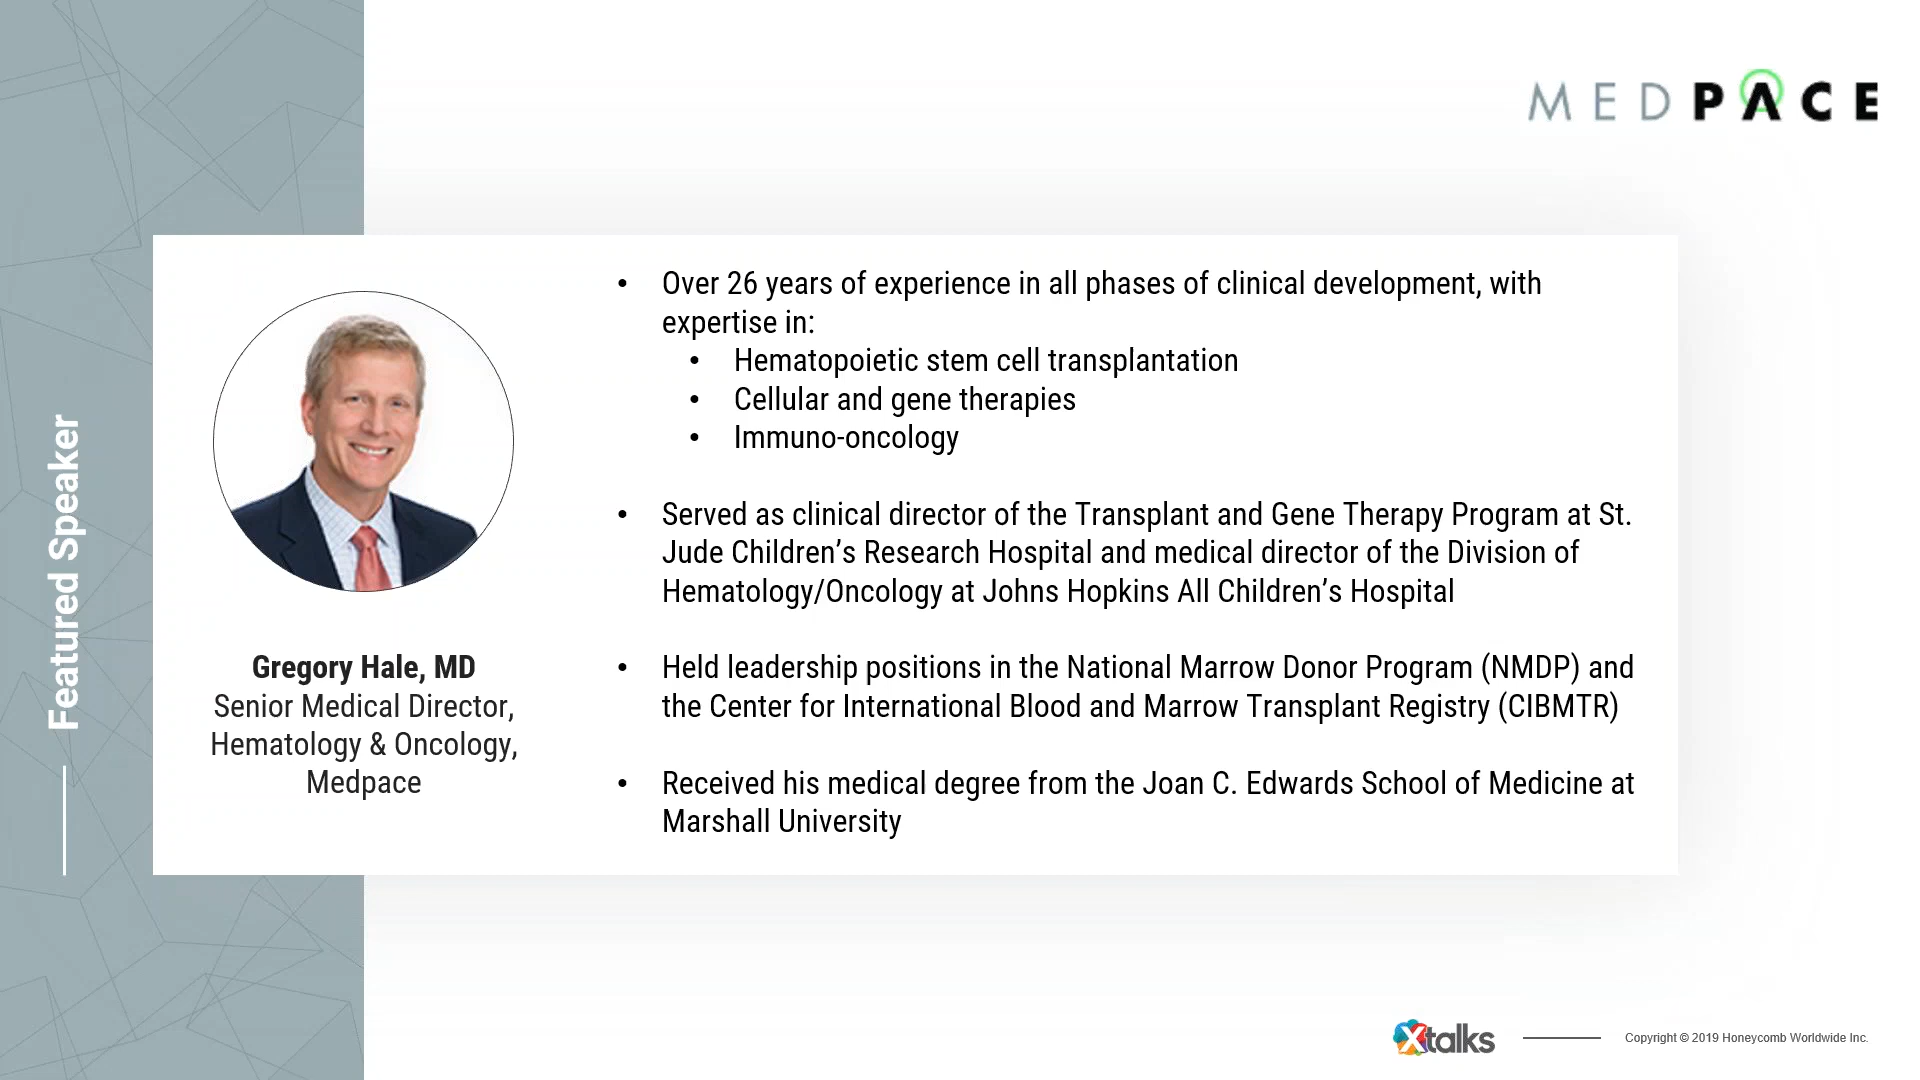 MEDPACE
Featured Speaker
Gregory Hale, MD
Senior Medical Director,
Hematology & Oncology,
Medpace
• Over 26 years of experience in all phases of clinical development, with
expertise in:
• Hematopoietic stem cell transplantation
• Cellular and gene therapies
• Immuno-oncology
• Served as clinical director of the Transplant and Gene Therapy Program at St.
Jude Children’s Research Hospital and medical director of the Division of
Hematology/Oncology at Johns Hopkins All Children’s Hospital
• Held leadership positions in the National Marrow Donor Program (NMDP) and
the Center for International Blood and Marrow Transplant Registry (CIBMTR)
• Received his medical degree from the Joan C. Edwards School of Medicine at
Marshall University
Xtalks
Copyright © 2019 Honeycomb Worldwide Inc.